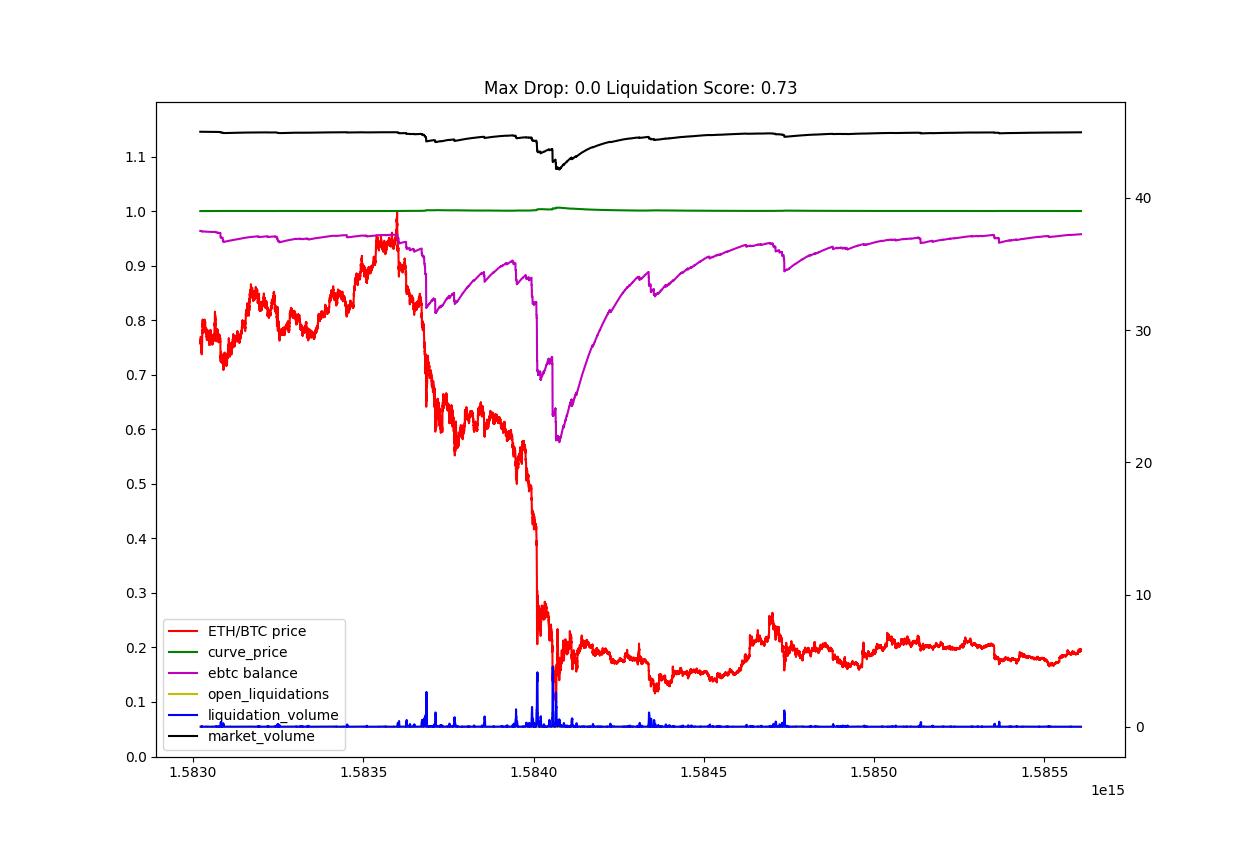 Max Drop: 0.0 Liquidation Score: 0.73
1.1
1.0
0.9
0.8
0.7
0.6
0.5
0.4
0.3
0.2
0.1
0.0
40
30
20
10
0
ETH/BTC price
curve_price
ebtc balance
open_liquidations
liquidation_volume
market_volume
1.5830 1.5835 1.5840 1.5845 1.5850 1.5855
1e15